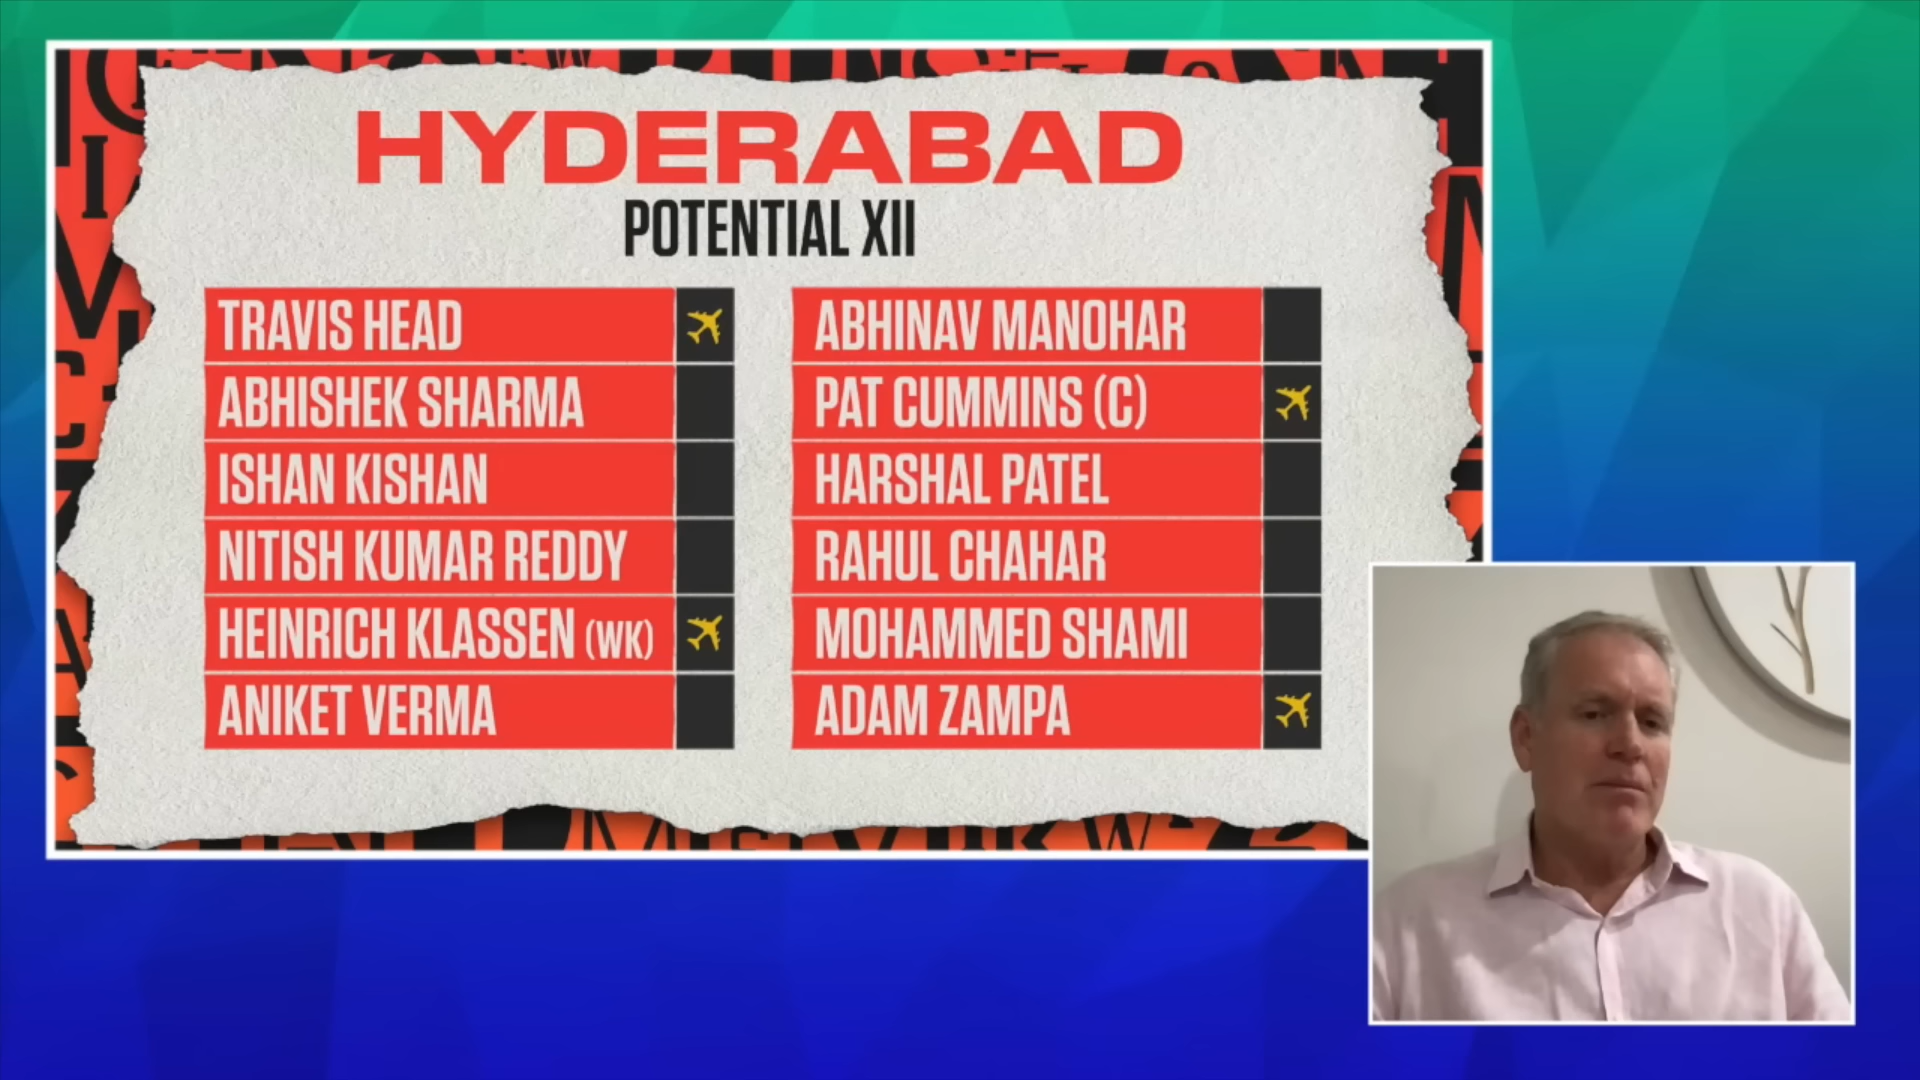 HYDERABAD
POTENTIAL XII
TRAVIS HEAD
ABHISHEK SHARMA
ISHAN KISHAN
NITISH KUMAR REDDY
HEINRICH KLASSEN (WK)
ANIKET VERMA
ABHINAV MANOHAR
PAT CUMMINS (C)
HARSHAL PATEL
RAHUL CHAHAR
MOHAMMED SHAMI
ADAM ZAMPA